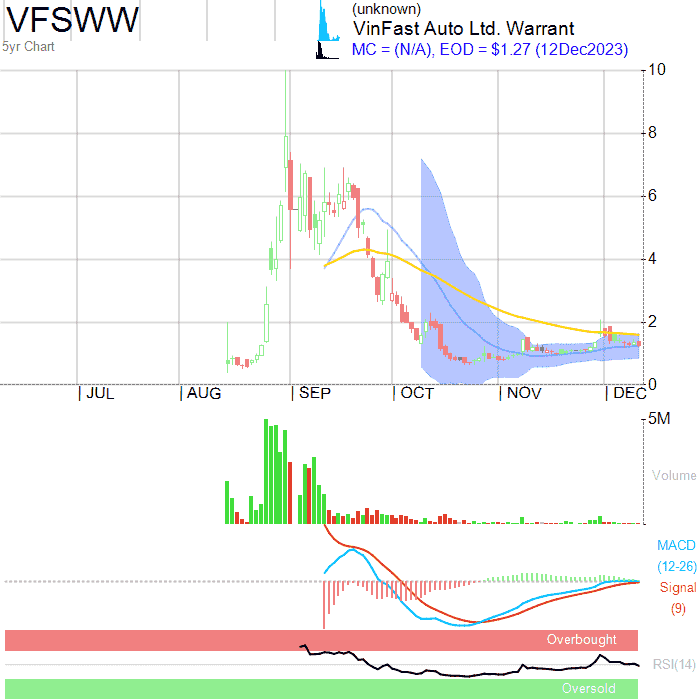 VFSWW
5yr Chart
(unknown)
VinFast Auto Ltd. Warrant
MC = (N/A), EOD = $1.27 (12Dec2023)
10
8
6
4
2
0
| JUL | AUG | SEP | OCT | NOV | DEC
5M
Volume
MACD
(12-26)
Signal
(9)
Overbought
RSI(14)
Oversold